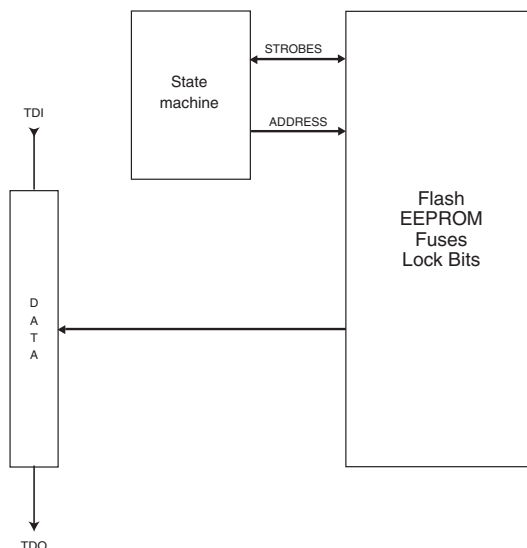 STROBES
State
machine
ADDRESS
TDI
Flash
EEPROM
Fuses
Lock Bits
D
A
T
A
TDO